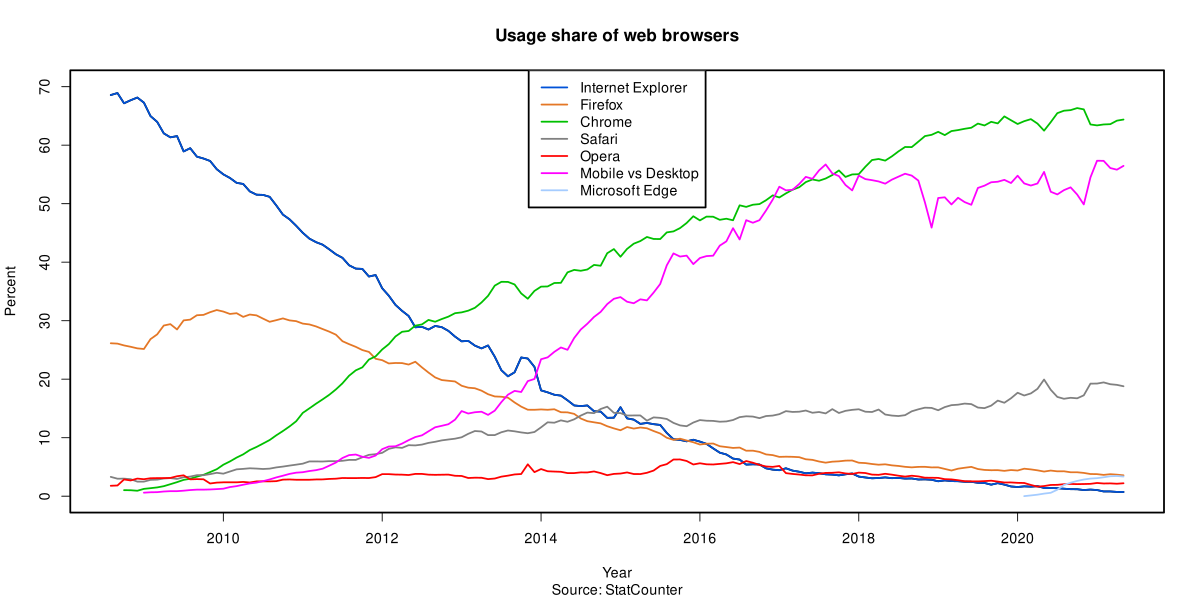 Usage share of web browsers
Internet Explorer
Firefox
Chrome
Safari
Opera
Mobile vs Desktop
Microsoft Edge
Percent
70
60
50
40
30
20
10
0
2010 2012 2014 2016 2018 2020
Year
Source: StatCounter